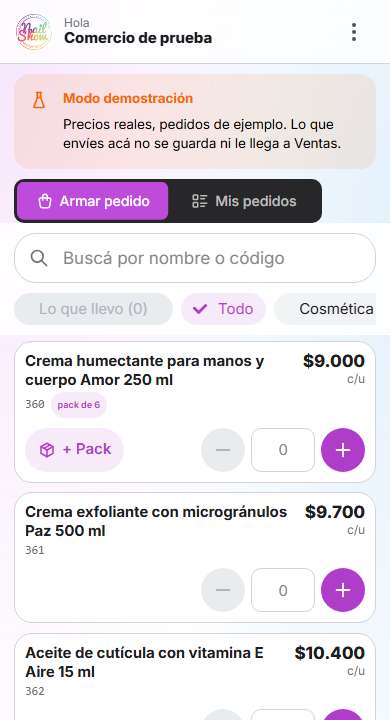 Nail Show
Hola
Comercio de prueba
Modo demostración
Precios reales, pedidos de ejemplo. Lo que
envíes acá no se guarda ni le llega a Ventas.
Armar pedido
Mis pedidos
Buscá por nombre o código
Lo que llevo (0)
Todo
Cosmética
Crema humectante para manos y
cuerpo Amor 250 ml
$9.000
c/u
360
pack de 6
+ Pack
0
Crema exfoliante con microgránulos
Paz 500 ml
$9.700
c/u
361
0
Aceite de cutícula con vitamina E
Aire 15 ml
$10.400
c/u
362